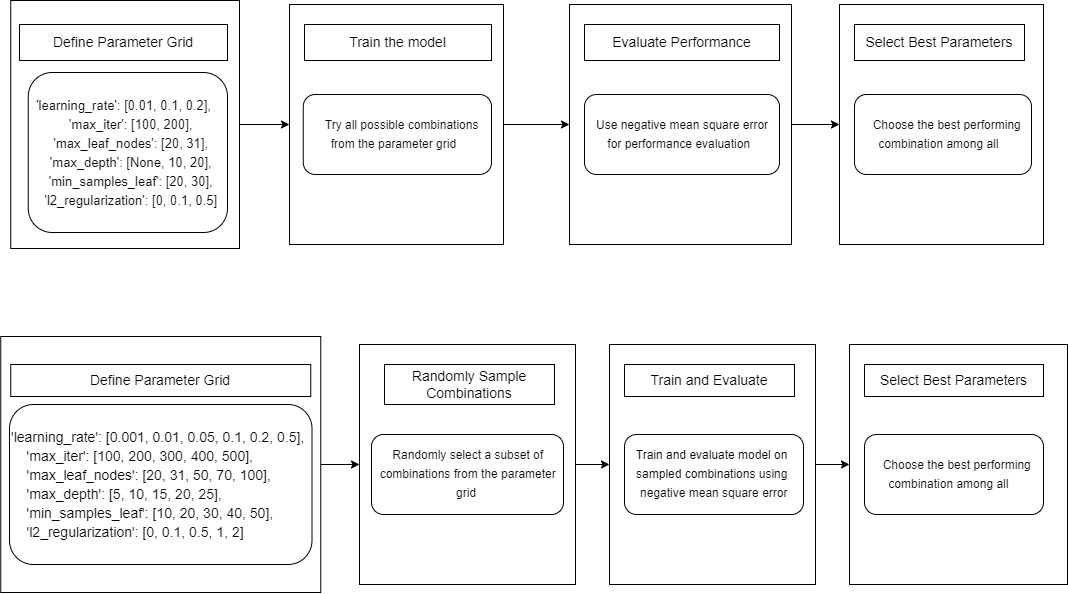 Define Parameter Grid
'learning_rate': [0.01, 0.1, 0.2],
'max_iter': [100, 200],
'max_leaf_nodes': [20, 31],
'max_depth': [None, 10, 20],
'min_samples_leaf': [20, 30],
'l2_regularization': [0, 0.1, 0.5]
Train the model
Try all possible combinations
from the parameter grid
Evaluate Performance
Use negative mean square error
for performance evaluation
Select Best Parameters
Choose the best performing
combination among all
Define Parameter Grid
'learning_rate': [0.001, 0.01, 0.05, 0.1, 0.2, 0.5],
'max_iter': [100, 200, 300, 400, 500],
'max_leaf_nodes': [20, 31, 50, 70, 100],
'max_depth': [5, 10, 15, 20, 25],
'min_samples_leaf': [10, 20, 30, 40, 50],
'l2_regularization': [0, 0.1, 0.5, 1, 2]
Randomly Sample
Combinations
Randomly select a subset of
combinations from the parameter
grid
Train and Evaluate
Train and evaluate model on
sampled combinations using
negative mean square error
Select Best Parameters
Choose the best performing
combination among all